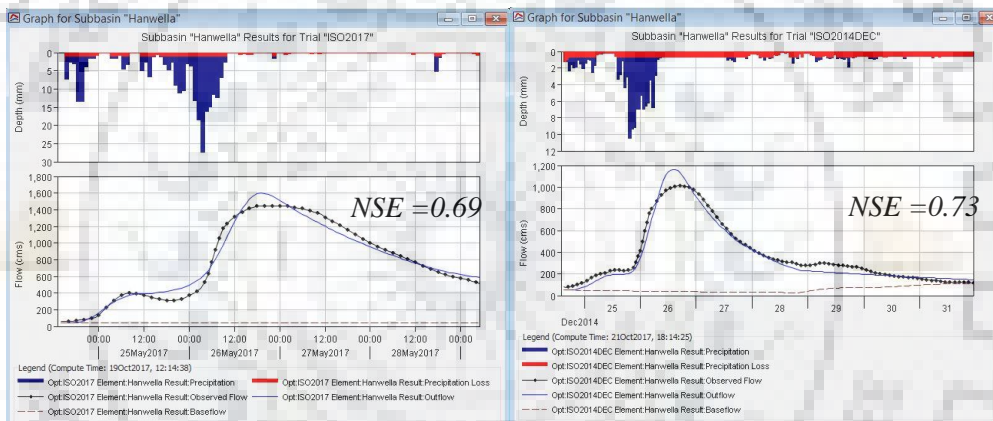 Graph for Subbasin "Hanwella"
Subbasin "Hanwella" Results for Trial "ISO2017"
Depth (mm)
0
5
10
15
20
25
30
Flow (cms)
1,800
1,600
1,400
1,200
1,000
800
600
400
200
0
NSE =0.69
00:00 12:00 00:00 12:00 00:00 12:00 00:00 12:00 00:00
25May2017 26May2017 27May2017 28May2017
Legend (Compute Time: 19Oct2017, 12:14:38)
Opt:ISO2017 Element:Hanwella Result:Precipitation
Opt:ISO2017 Element:Hanwella Result:Precipitation Loss
Opt:ISO2017 Element:Hanwella Result:Observed Flow
Opt:ISO2017 Element:Hanwella Result:Outflow
Opt:ISO2017 Element:Hanwella Result:Baseflow
Graph for Subbasin "Hanwella"
Subbasin "Hanwella" Results for Trial "ISO2014DEC"
Depth (mm)
0
2
4
6
8
10
12
Flow (cms)
1,200
1,000
800
600
400
200
0
NSE =0.73
25 26 27 28 29 30 31
Dec2014
Legend (Compute Time: 21Oct2017, 18:14:25)
Opt:ISO2014DEC Element:Hanwella Result:Precipitation
Opt:ISO2014DEC Element:Hanwella Result:Precipitation Loss
Opt:ISO2014DEC Element:Hanwella Result:Observed Flow
Opt:ISO2014DEC Element:Hanwella Result:Outflow
Opt:ISO2014DEC Element:Hanwella Result:Baseflow